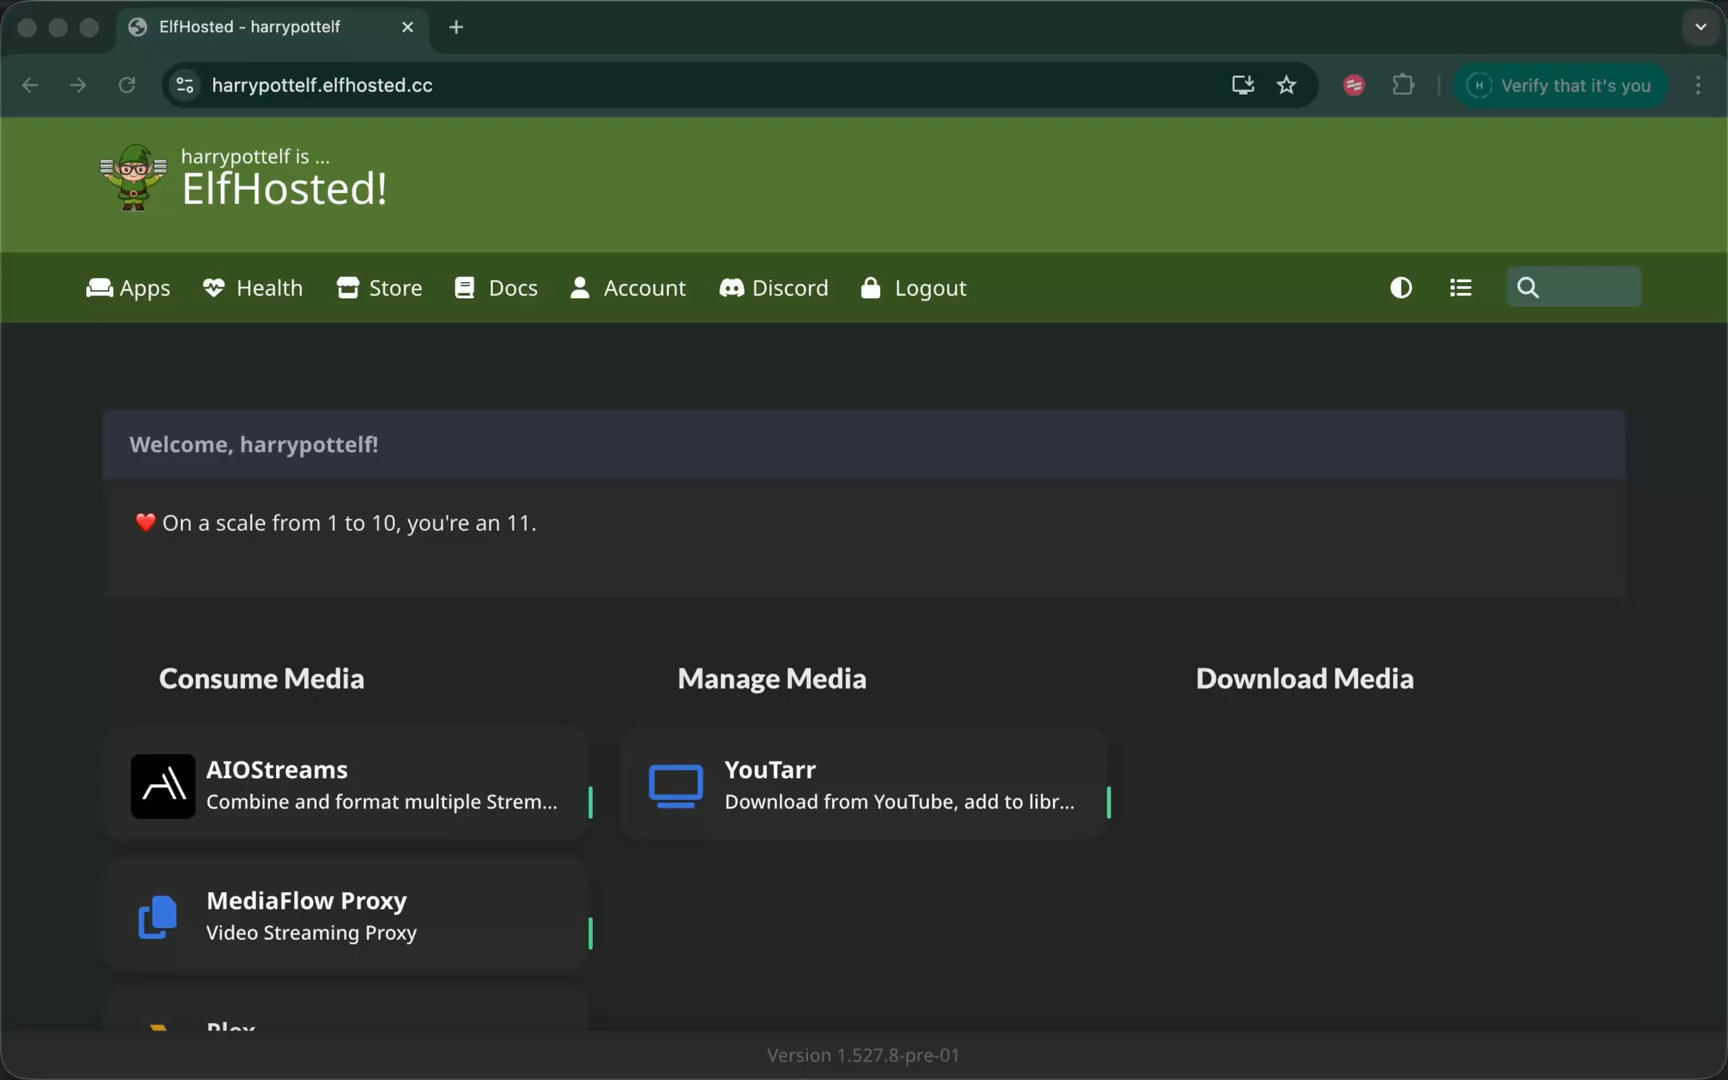 ElfHosted - harrypottelf
harrypottelf.elfhosted.cc
H Verify that it's you
harrypottelf is ...
ElfHosted!
Apps Health Store Docs Account Discord Logout
Welcome, harrypottelf!
❤️ On a scale from 1 to 10, you're an 11.
Consume Media Manage Media Download Media
AIOStreams
Combine and format multiple Strem...
YouTarr
Download from YouTube, add to libr...
MediaFlow Proxy
Video Streaming Proxy
Plex
Version 1.527.8-pre-01